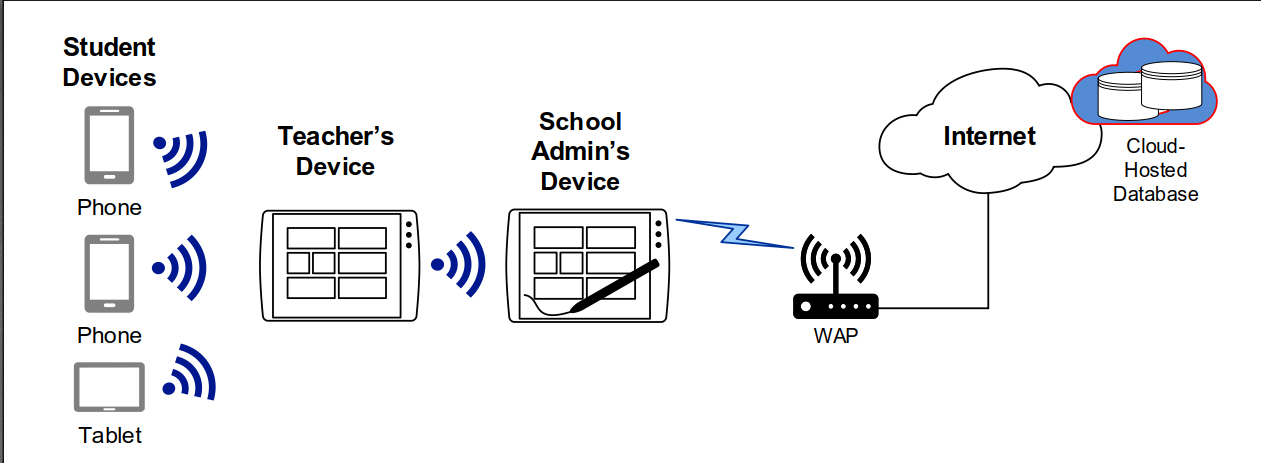 Student
Devices
Phone
Phone
Tablet
Teacher's
Device
School
Admin's
Device
WAP
Internet
Cloud-
Hosted
Database